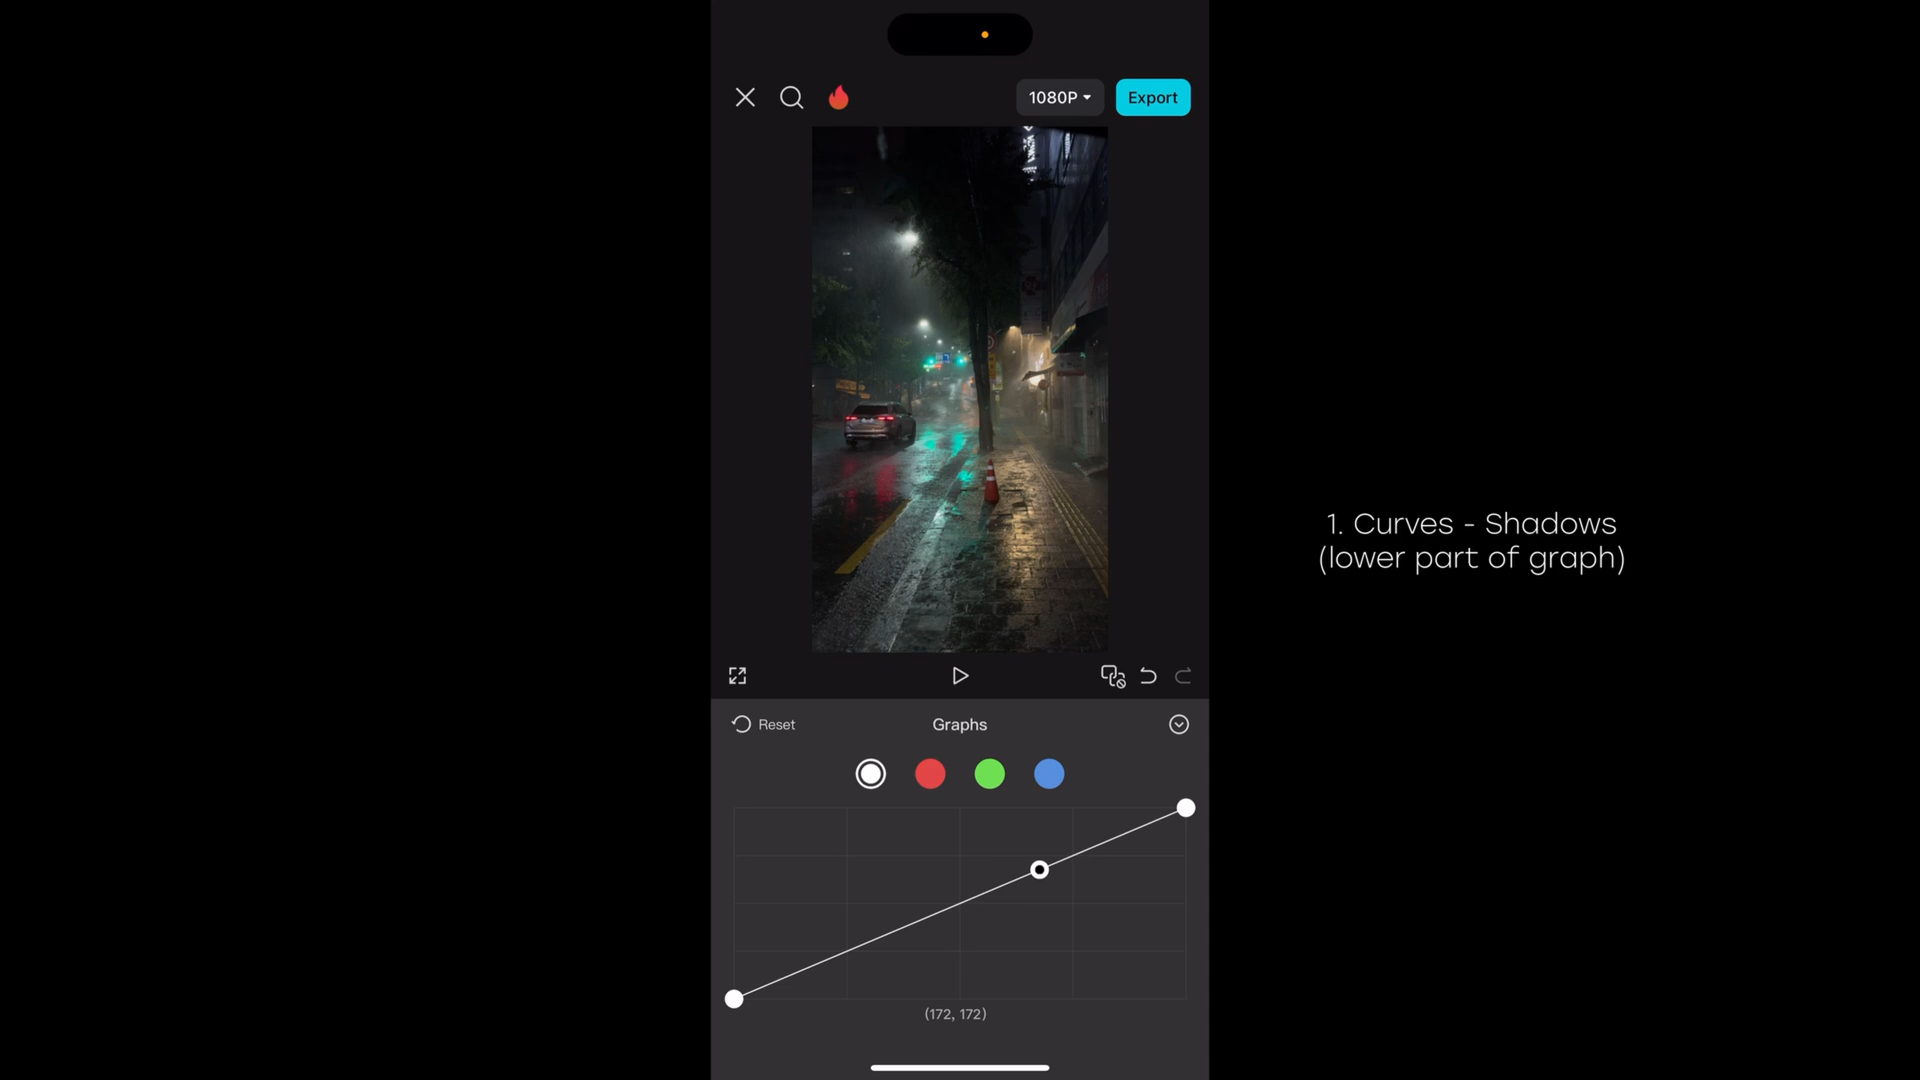 1080P
Export
1. Curves - Shadows
(lower part of graph)
Reset
Graphs
(172, 172)